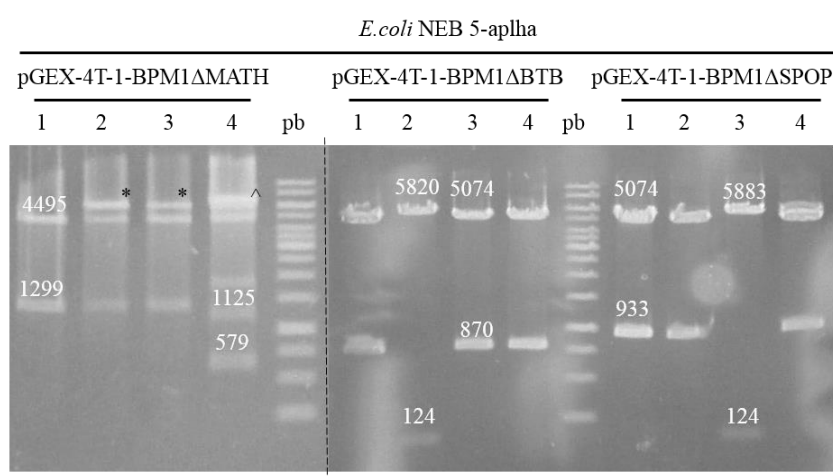 E.coli NEB 5-aplha
pGEX-4T-1-BPM1ΔMATH pGEX-4T-1-BPM1ΔBTB pGEX-4T-1-BPM1ΔSPOP
1 2 3 4 pb 1 2 3 4 pb 1 2 3 4
* * ^ 5820 5074 5074 5883
4495
1299 1125 933
579 870
124 124